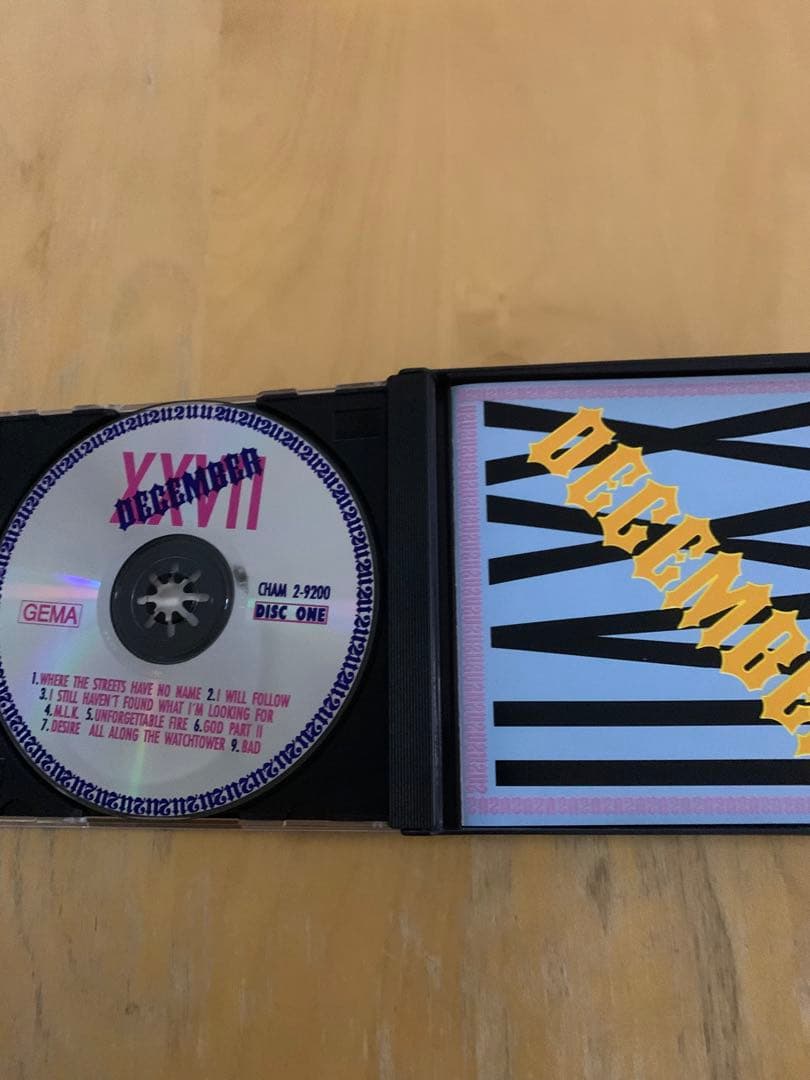 XXVII
DECEMBER
GEMA
CHAM 2-9200
DISC ONE
1.WHERE THE STREETS HAVE NO NAME 2.I WILL FOLLOW
3.I STILL HAVEN'T FOUND WHAT I'M LOOKING FOR
4.M.L.K. 5.UNFORGETTABLE FIRE 6.GOD PART II
7.DESIRE ALL ALONG THE WATCHTOWER 9.BAD
DECEMBER